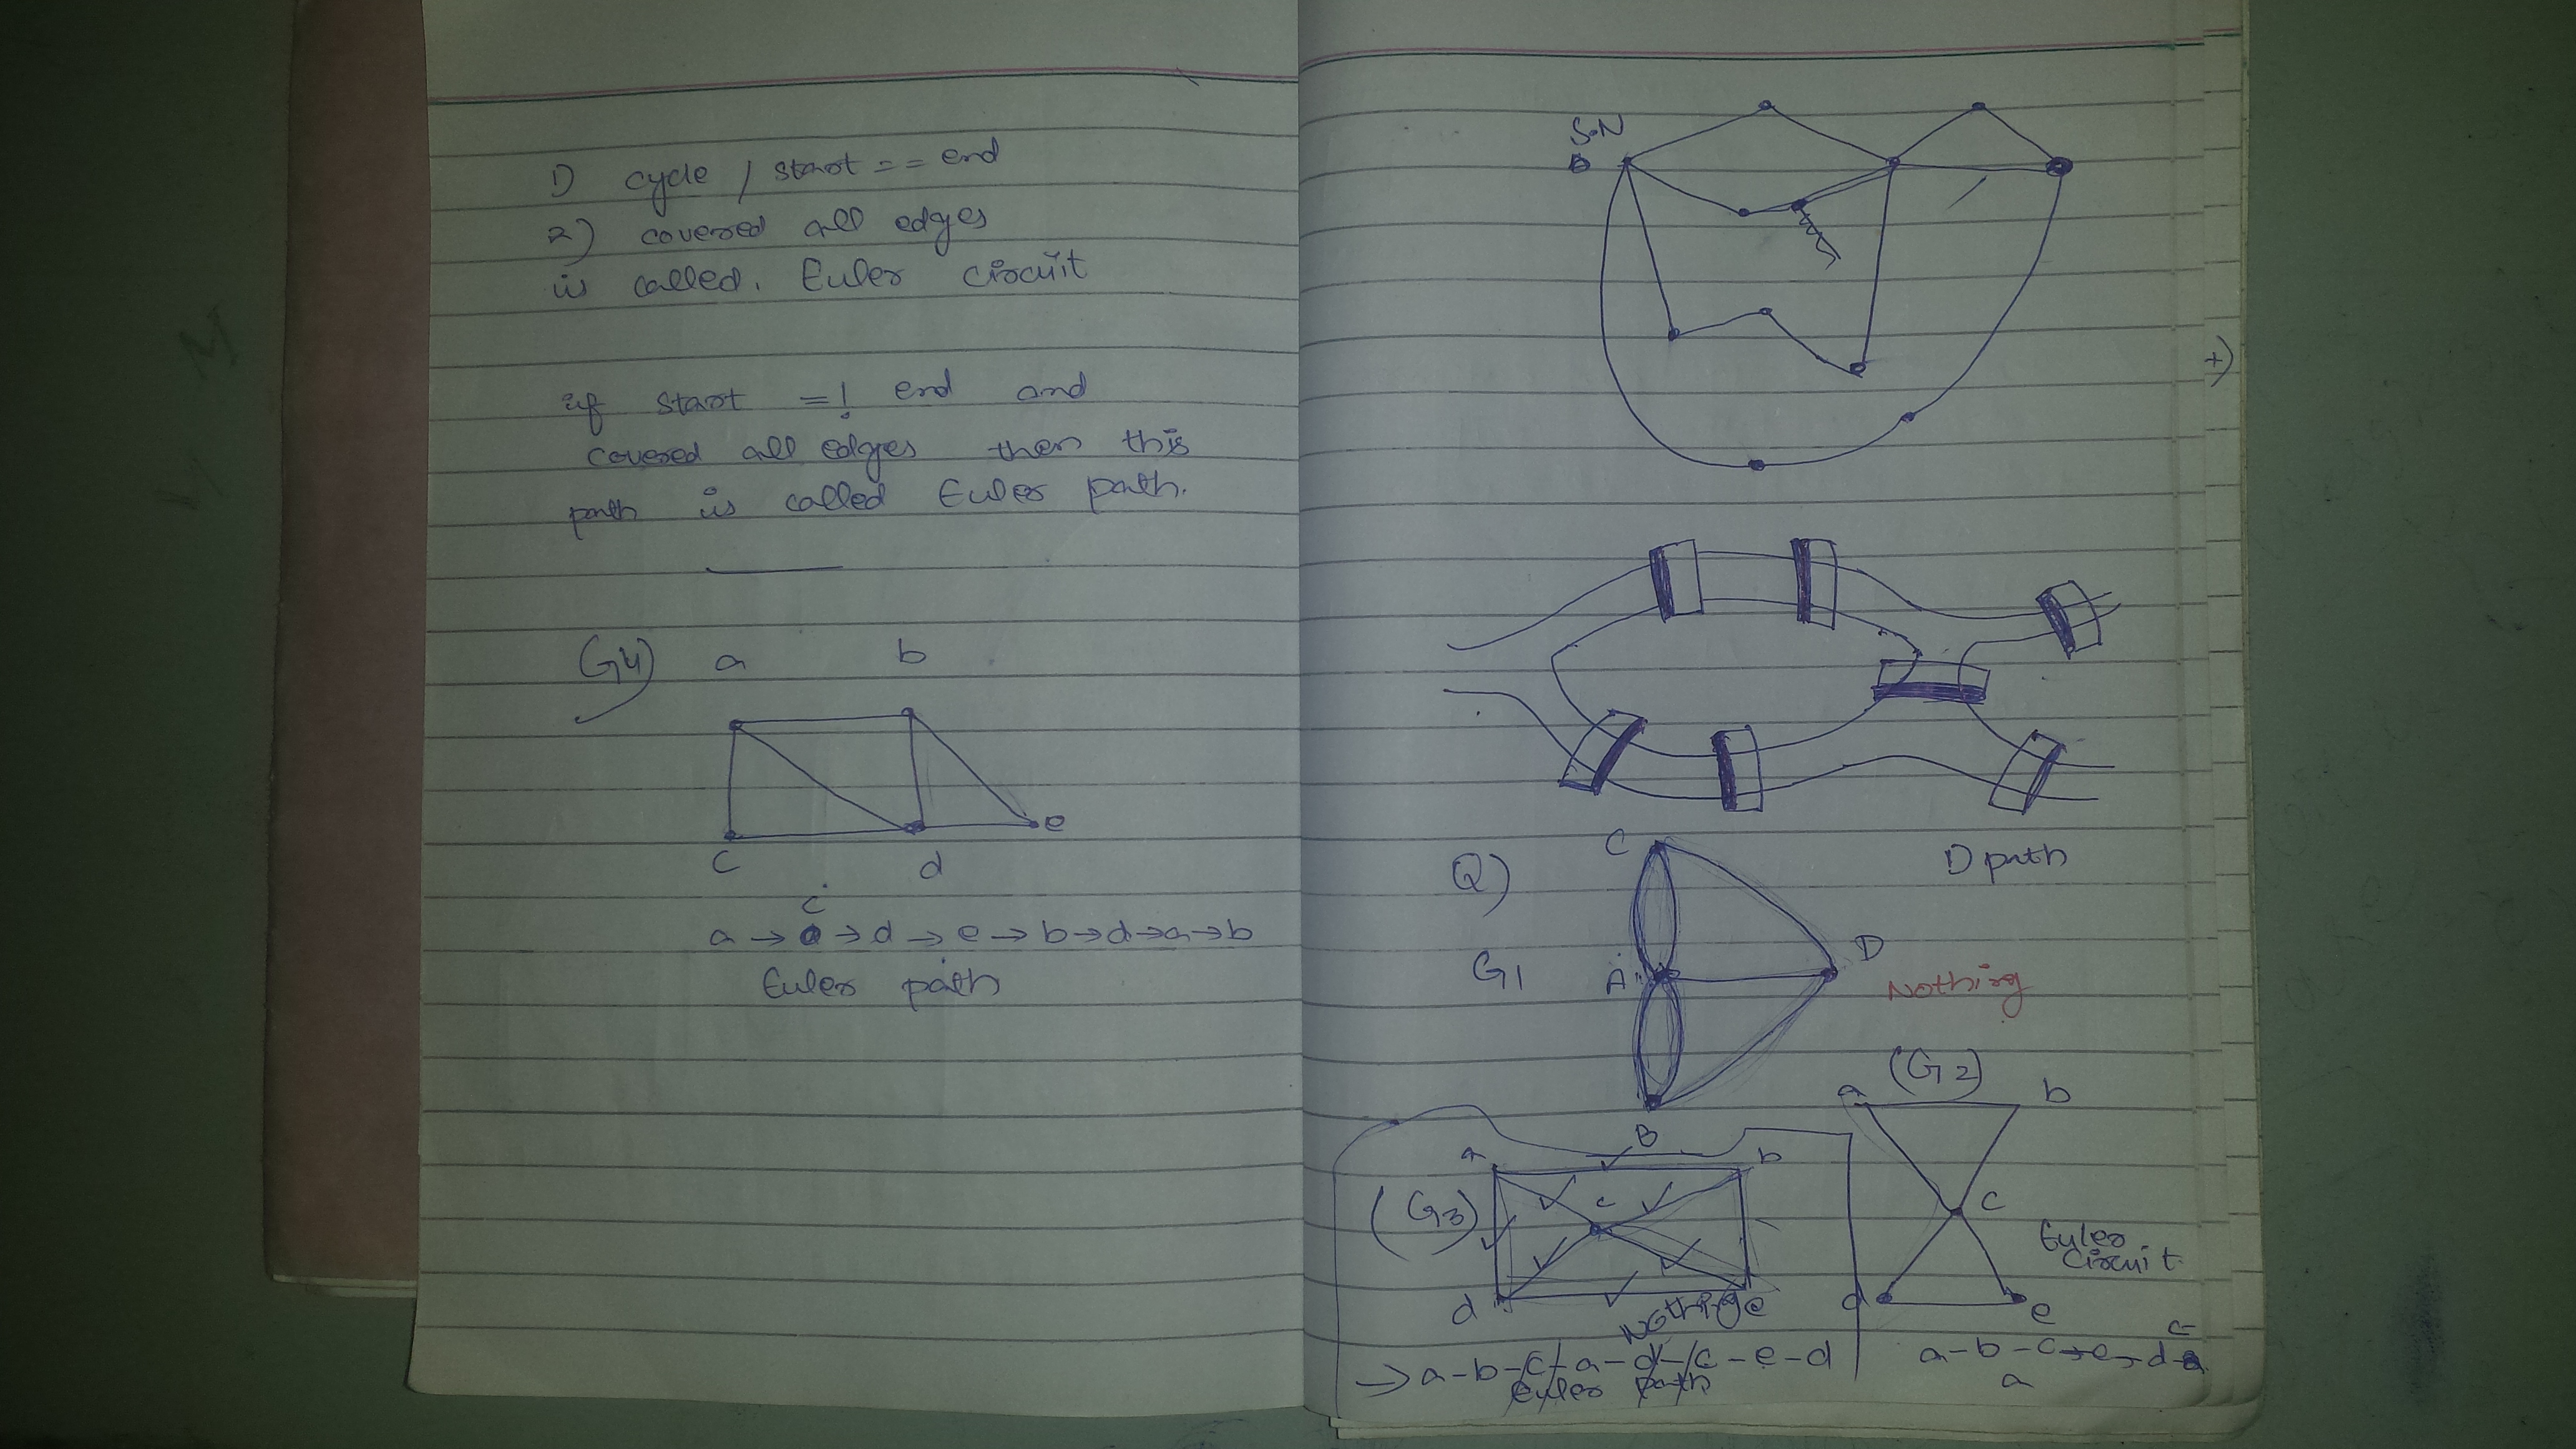 1) cycle / start == end
2) covered all edges
is called. Euler circuit
if start =! end and
covered all edges then this
path is called Euler path.
G4) a b
e
c d
c
a → → d → e → b → d → a → b
Euler path
S.N
+)
Q) C D path
G1 A D Nothing
B
(G2)
a b
c
d e
Euler
Circuit.
a b
(G3) c
d e
Nothing
→ a-b-c-a-d-c-e-d
Euler path
a-b-c→e→d c
a